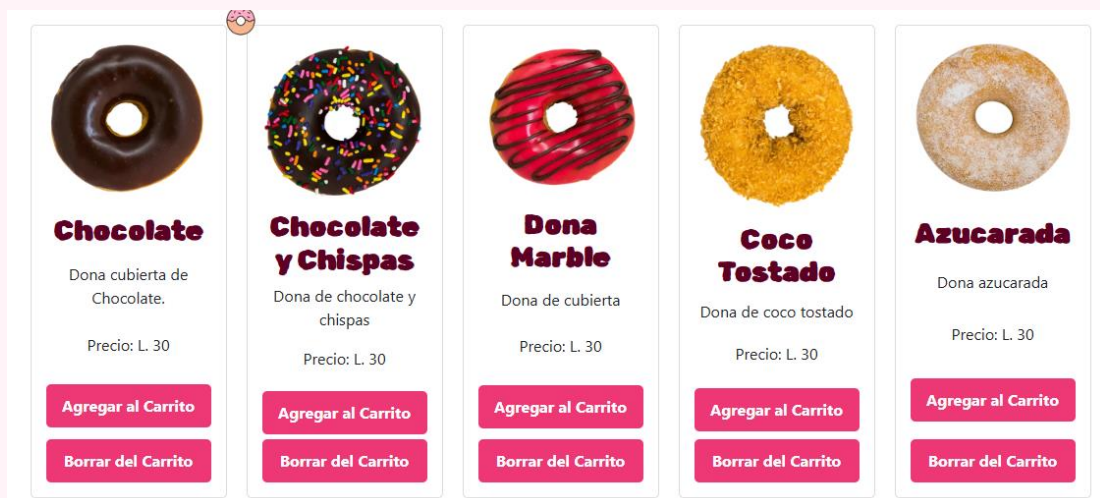 Chocolate
Dona cubierta de
Chocolate.
Precio: L. 30
Agregar al Carrito
Borrar del Carrito
Chocolate
y Chispas
Dona de chocolate y
chispas
Precio: L. 30
Agregar al Carrito
Borrar del Carrito
Dona
Marble
Dona de cubierta
Precio: L. 30
Agregar al Carrito
Borrar del Carrito
Coco
Tostado
Dona de coco tostado
Precio: L. 30
Agregar al Carrito
Borrar del Carrito
Azucarada
Dona azucarada
Precio: L. 30
Agregar al Carrito
Borrar del Carrito